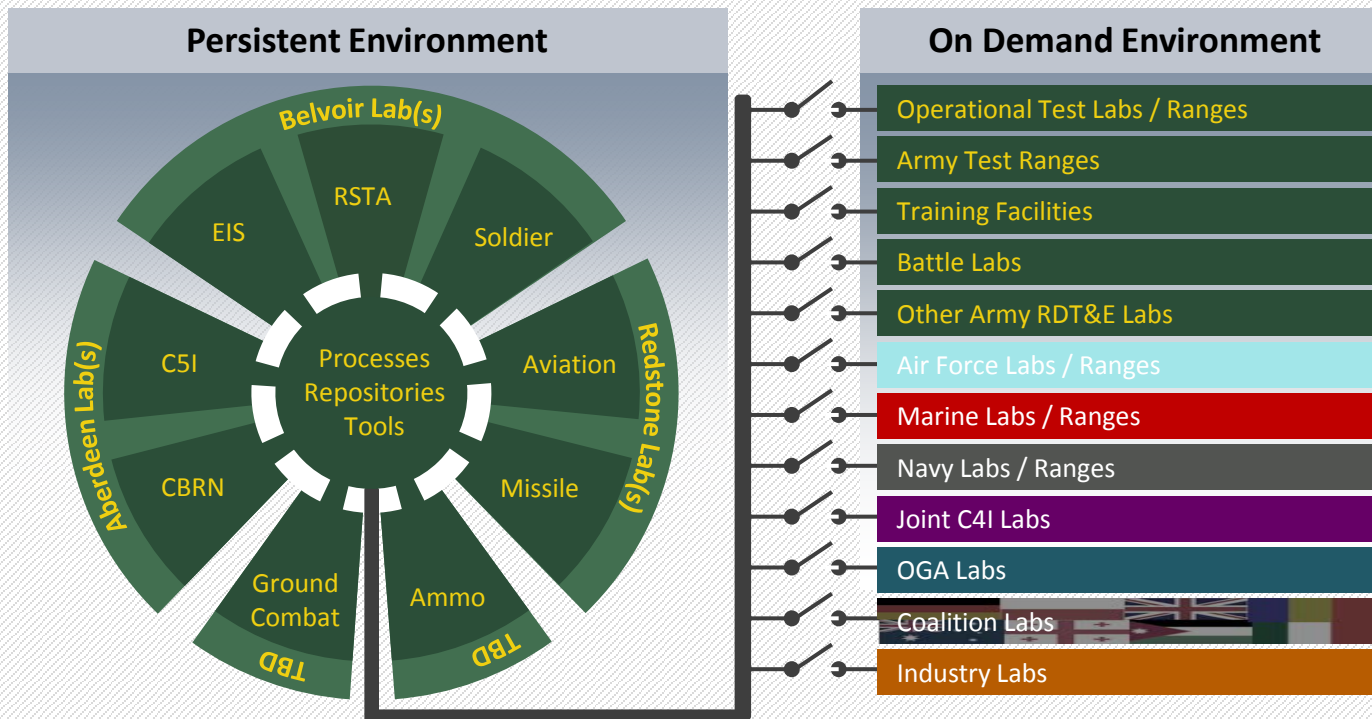 Persistent Environment
Belvoir Lab(s)
EIS
RSTA
Soldier
Aberdeen Lab(s)
C5I
CBRN
Processes
Repositories
Tools
Aviation
Missile
Redstone Lab(s)
Ground
Combat
Ammo
TBD
TBD
On Demand Environment
Operational Test Labs / Ranges
Army Test Ranges
Training Facilities
Battle Labs
Other Army RDT&E Labs
Air Force Labs / Ranges
Marine Labs / Ranges
Navy Labs / Ranges
Joint C4I Labs
OGA Labs
Coalition Labs
Industry Labs